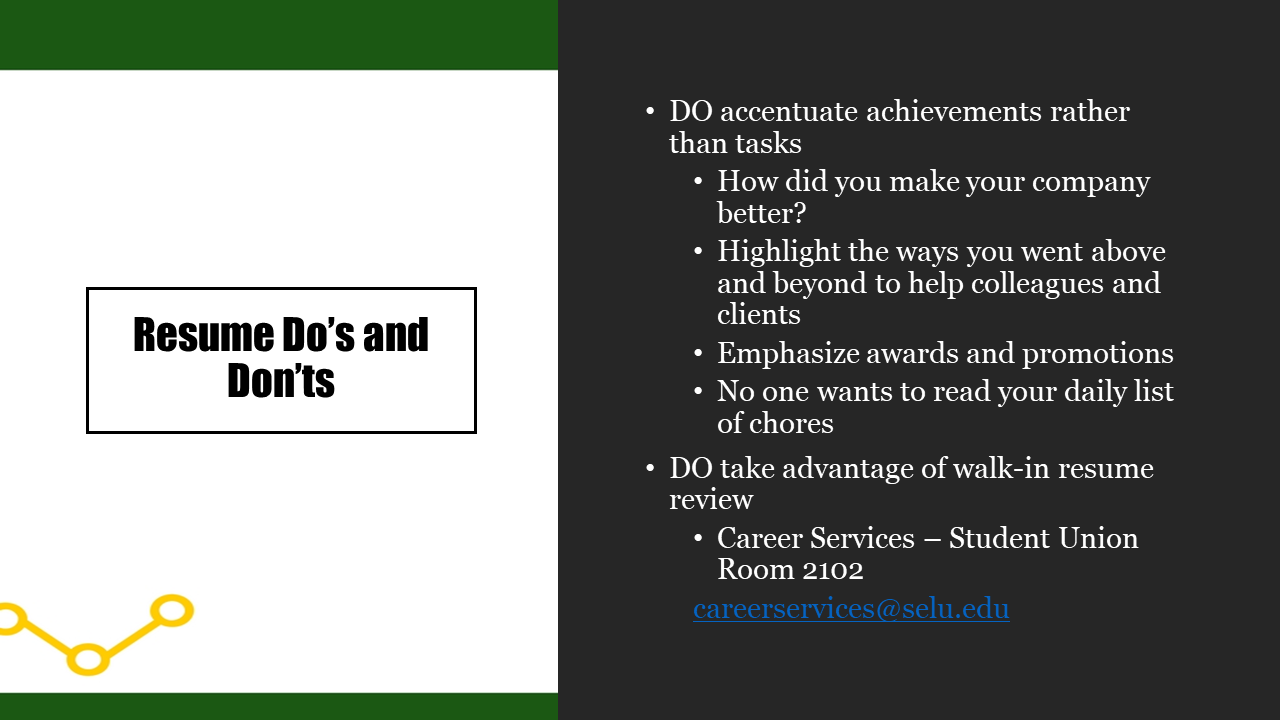 Resume Do’s and
Don’ts
• DO accentuate achievements rather
than tasks
• How did you make your company
better?
• Highlight the ways you went above
and beyond to help colleagues and
clients
• Emphasize awards and promotions
• No one wants to read your daily list
of chores
• DO take advantage of walk-in resume
review
• Career Services – Student Union
Room 2102
careerservices@selu.edu